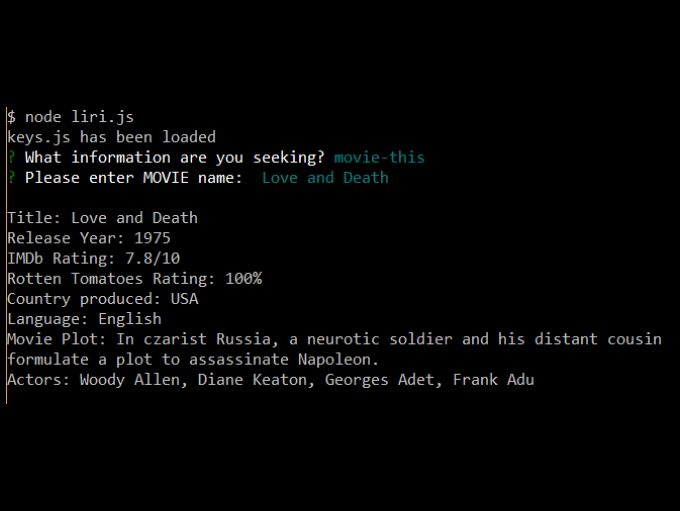 $ node liri.js
keys.js has been loaded
? What information are you seeking? movie-this
? Please enter MOVIE name:  Love and Death
Title: Love and Death
Release Year: 1975
IMDb Rating: 7.8/10
Rotten Tomatoes Rating: 100%
Country produced: USA
Language: English
Movie Plot: In czarist Russia, a neurotic soldier and his distant cousin
formulate a plot to assassinate Napoleon.
Actors: Woody Allen, Diane Keaton, Georges Adet, Frank Adu